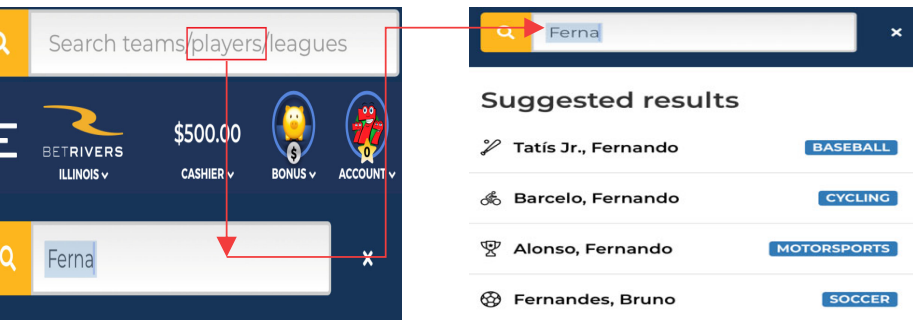 Search teams/players/leagues
BETRIVERS
ILLINOIS
$500.00
CASHIER
$
BONUS
0
ACCOUNT
Ferna
×
Ferna
×
Suggested results
Tatís Jr., Fernando BASEBALL
Barcelo, Fernando CYCLING
Alonso, Fernando MOTORSPORTS
Fernandes, Bruno SOCCER